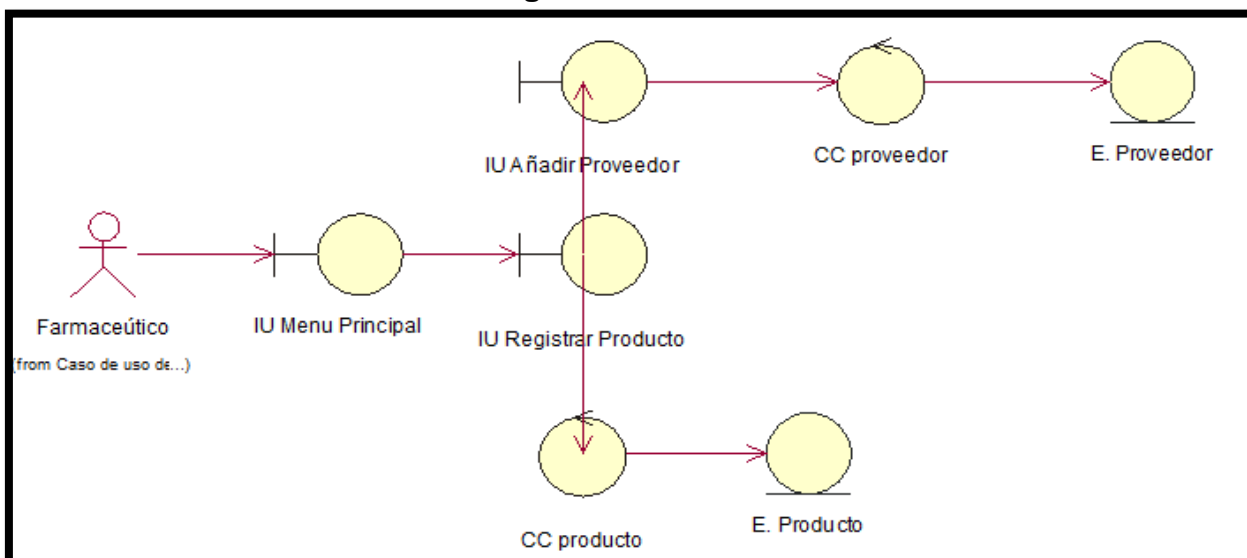 IU Añadir Proveedor
CC proveedor
E. Proveedor
Farmaceútico
(from Caso de uso de...)
IU Menu Principal
IU Registrar Producto
CC producto
E. Producto